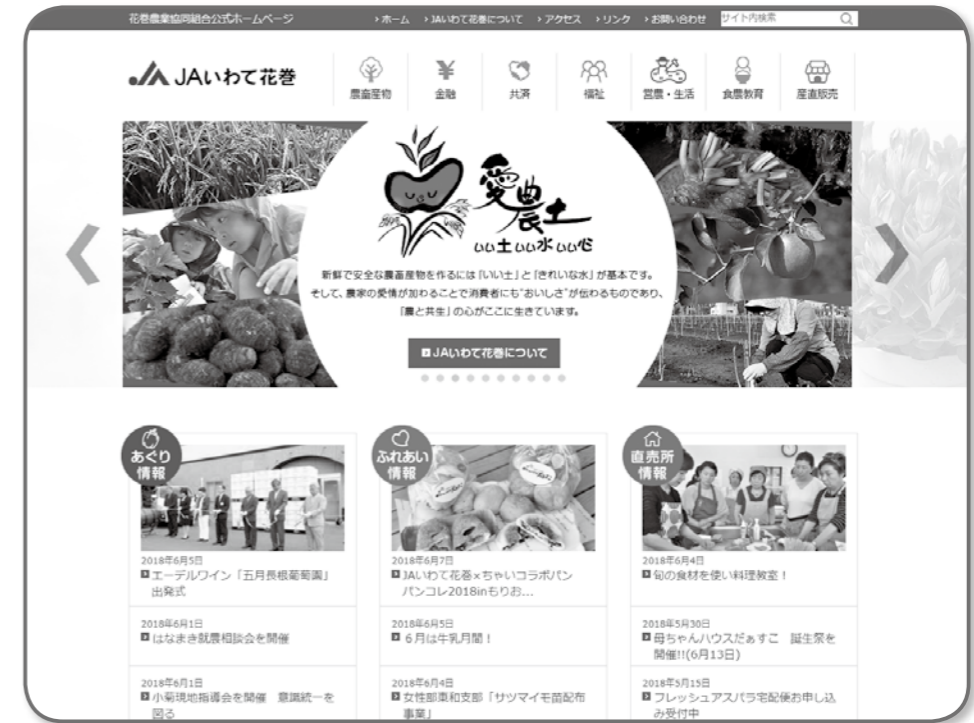 花巻農業協同組合公式ホームページ
›ホーム ›JAいわて花巻について ›アクセス ›リンク ›お問い合わせ サイト内検索
JAいわて花巻
農畜産物 金融 共済 福祉 営農・生活 食農教育 産直販売
愛農土
いい土いい水いい心
新鮮で安全な農畜産物を作るには「いい土」と「きれいな水」が基本です。
そして、農家の愛情が加わることで消費者にも"おいしさ"が伝わるものであり、
「農と共生」の心がここに生きています。
JAいわて花巻について
あぐり
情報
2018年6月5日
エーデルワイン「五月長根葡萄園」
出発式
2018年6月1日
はなまき就農相談会を開催
2018年6月1日
小菊現地指導会を開催 意識統一を
図る
ふれあい
情報
2018年6月7日
JAいわて花巻×ちゃいコラボパン
パンコレ2018inもりお...
2018年6月5日
6月は牛乳月間！
2018年6月4日
女性部東和支部「サツマイモ苗配布
事業」
直売所
情報
2018年6月4日
旬の食材を使い料理教室！
2018年5月30日
母ちゃんハウスだぁすこ 誕生祭を
開催!!(6月13日)
2018年5月15日
フレッシュアスパラ宅配便お申し込
み受付中